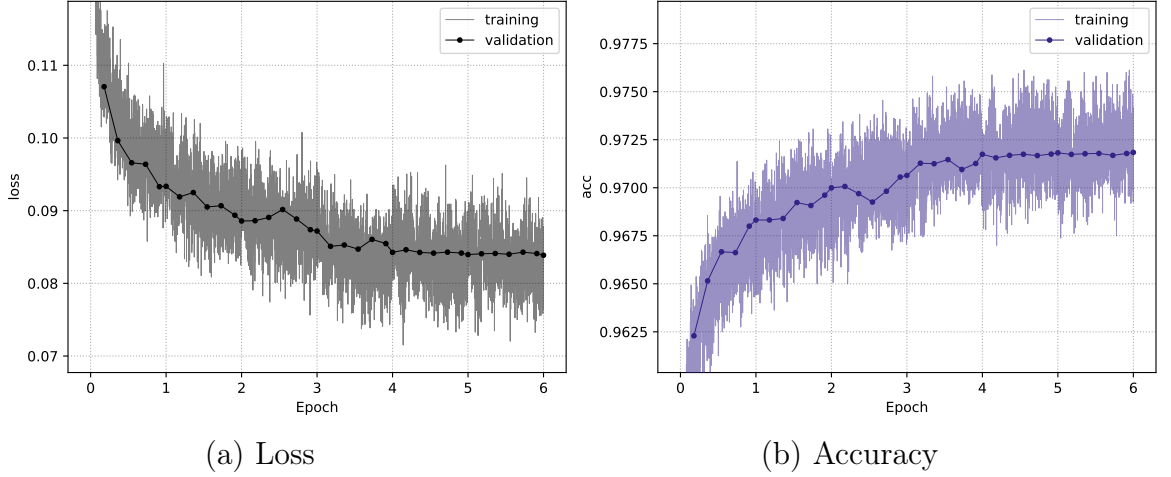 training
validation
0.11
0.10
0.09
0.08
0.07
loss
0 1 2 3 4 5 6
Epoch
(a) Loss
training
validation
0.9775
0.9750
0.9725
0.9700
0.9675
0.9650
0.9625
acc
0 1 2 3 4 5 6
Epoch
(b) Accuracy